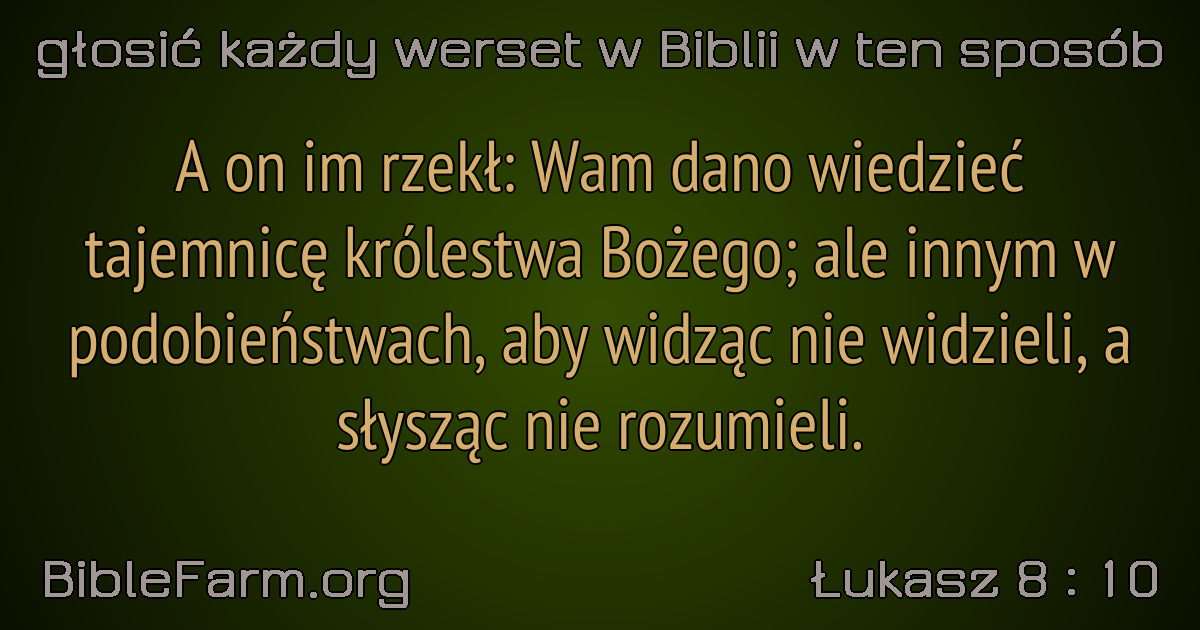 głosić każdy werset w Biblii w ten sposób
A on im rzekł: Wam dano wiedzieć
tajemnicę królestwa Bożego; ale innym w
podobieństwach, aby widząc nie widzieli, a
słysząc nie rozumieli.
BibleFarm.org
Łukasz 8 : 10